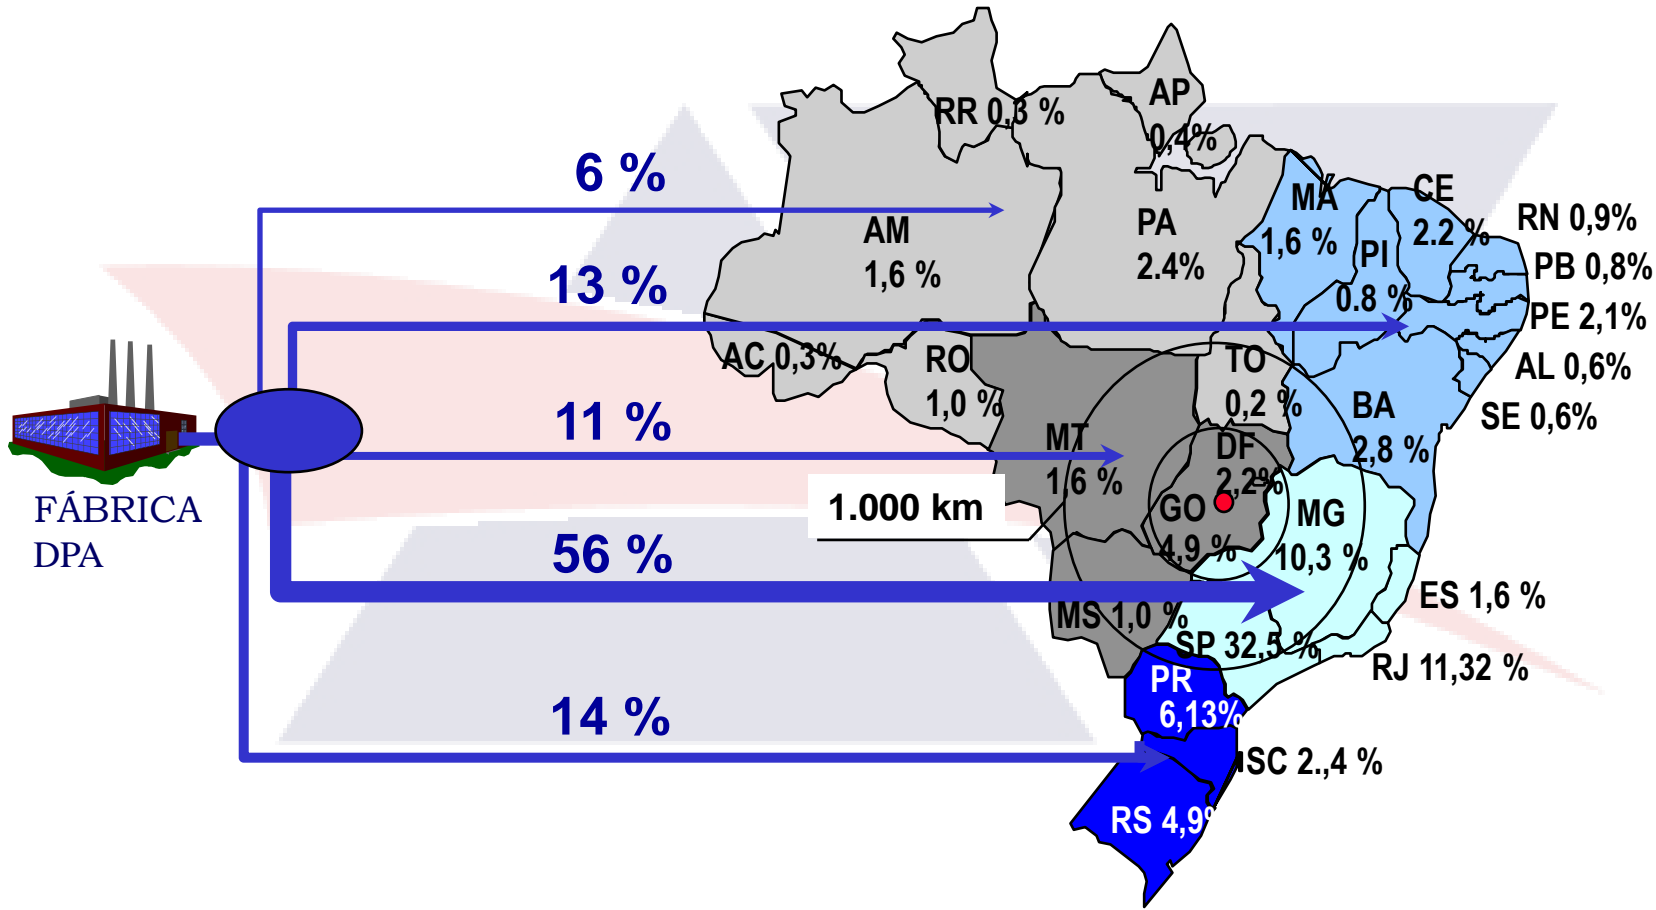 RR 0,3 %
AP
0,4%
6 %
MA
1,6 %
CE
2.2 %
RN 0,9%
AM
1,6 %
PA
2.4%
PI
0.8 %
PB 0,8%
13 %
PE 2,1%
AC 0,3%
RO
1,0 %
TO
0,2 %
AL 0,6%
BA
2,8 %
SE 0,6%
11 %
MT
1,6 %
DF
2,2%
FÁBRICA
DPA
1.000 km
GO
4,9 %
MG
10,3 %
56 %
ES 1,6 %
MS 1,0 %
SP 32,5 %
RJ 11,32 %
PR
6,13%
14 %
SC 2.,4 %
RS 4,9%